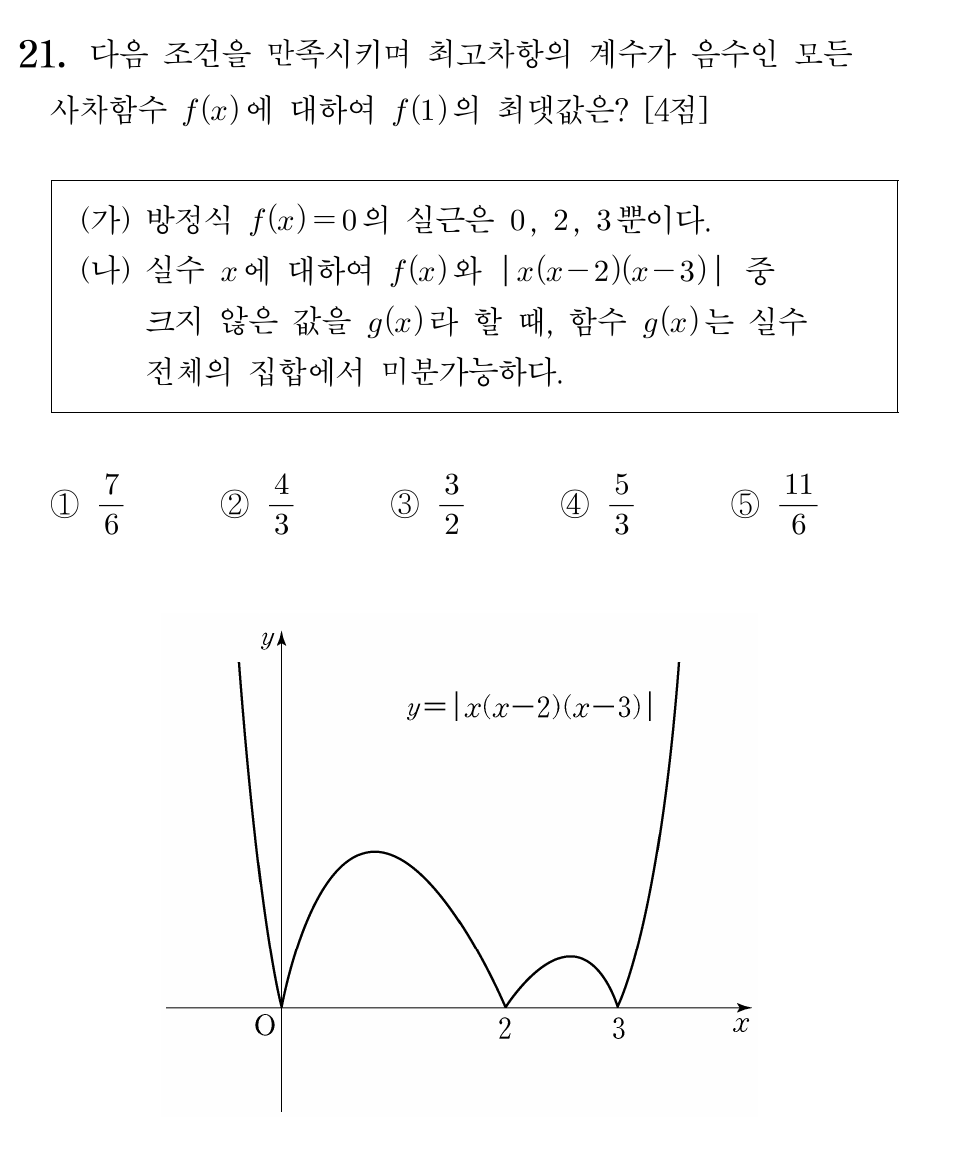 21. 다음 조건을 만족시키며 최고차항의 계수가 음수인 모든
사차함수 f(x)에 대하여 f(1)의 최댓값은? [4점]
(가) 방정식 f(x)=0의 실근은 0, 2, 3뿐이다.
(나) 실수 x에 대하여 f(x)와 |x(x-2)(x-3)| 중
크지 않은 값을 g(x)라 할 때, 함수 g(x)는 실수
전체의 집합에서 미분가능하다.
① 7/6 ② 4/3 ③ 3/2 ④ 5/3 ⑤ 11/6
y
y=|x(x-2)(x-3)|
O 2 3 x